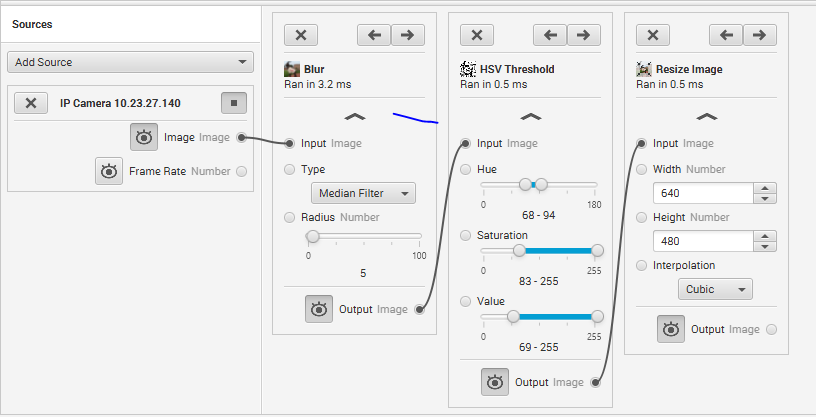 Sources
Add Source
IP Camera 10.23.27.140
Image Image
Frame Rate Number
Blur
Ran in 3.2 ms
Input Image
Type
Median Filter
Radius Number
0 100
5
Output Image
HSV Threshold
Ran in 0.5 ms
Input Image
Hue
0 180
68 - 94
Saturation
0 255
83 - 255
Value
0 255
69 - 255
Output Image
Resize Image
Ran in 0.5 ms
Input Image
Width Number
640
Height Number
480
Interpolation
Cubic
Output Image